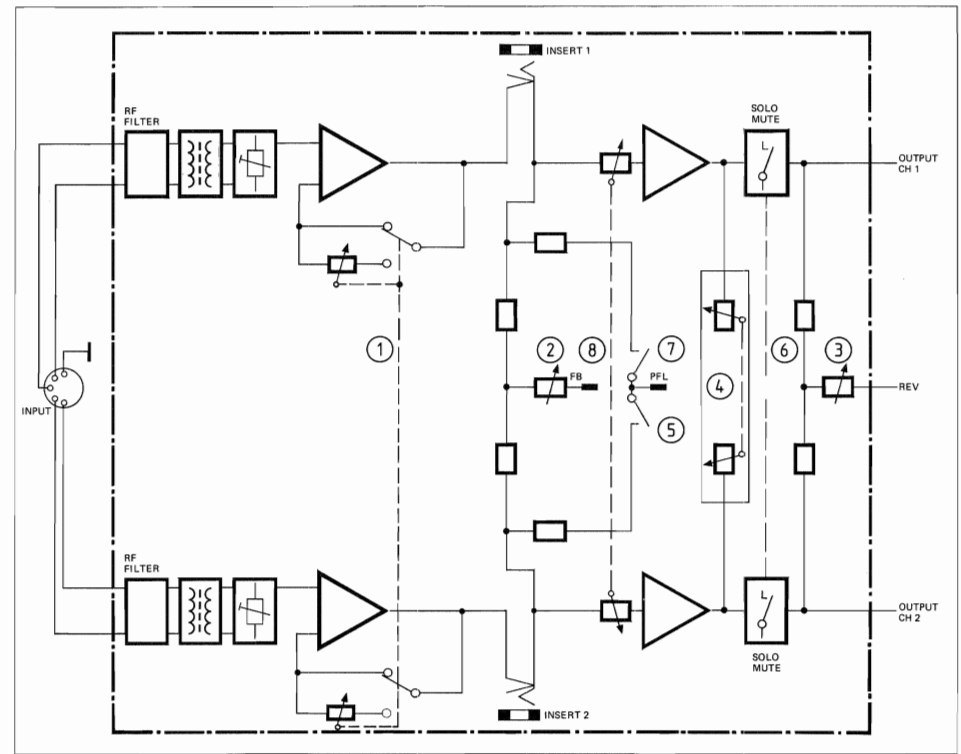 INSERT 1
RF
FILTER
SOLO
MUTE
L
OUTPUT
CH 1
1
2
8
7
FB
PFL
4
6
3
REV
INPUT
5
RF
FILTER
L
OUTPUT
CH 2
SOLO
MUTE
INSERT 2